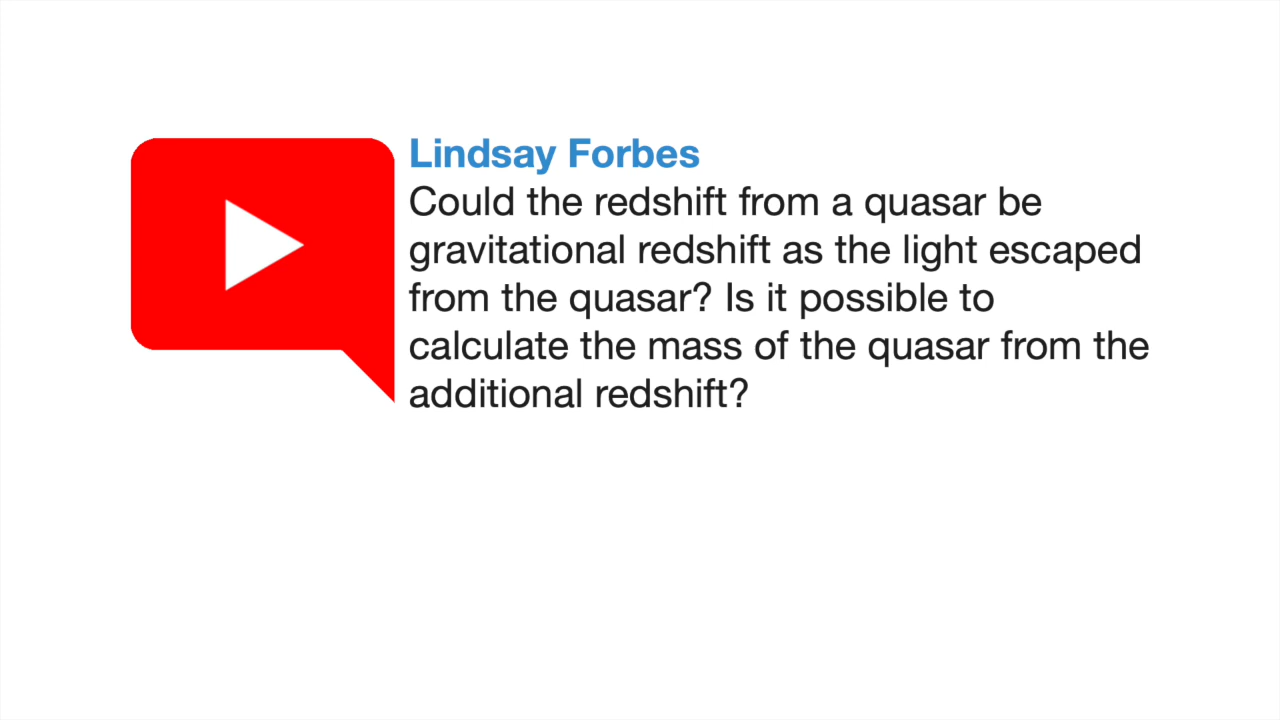 Lindsay Forbes
Could the redshift from a quasar be
gravitational redshift as the light escaped
from the quasar? Is it possible to
calculate the mass of the quasar from the
additional redshift?